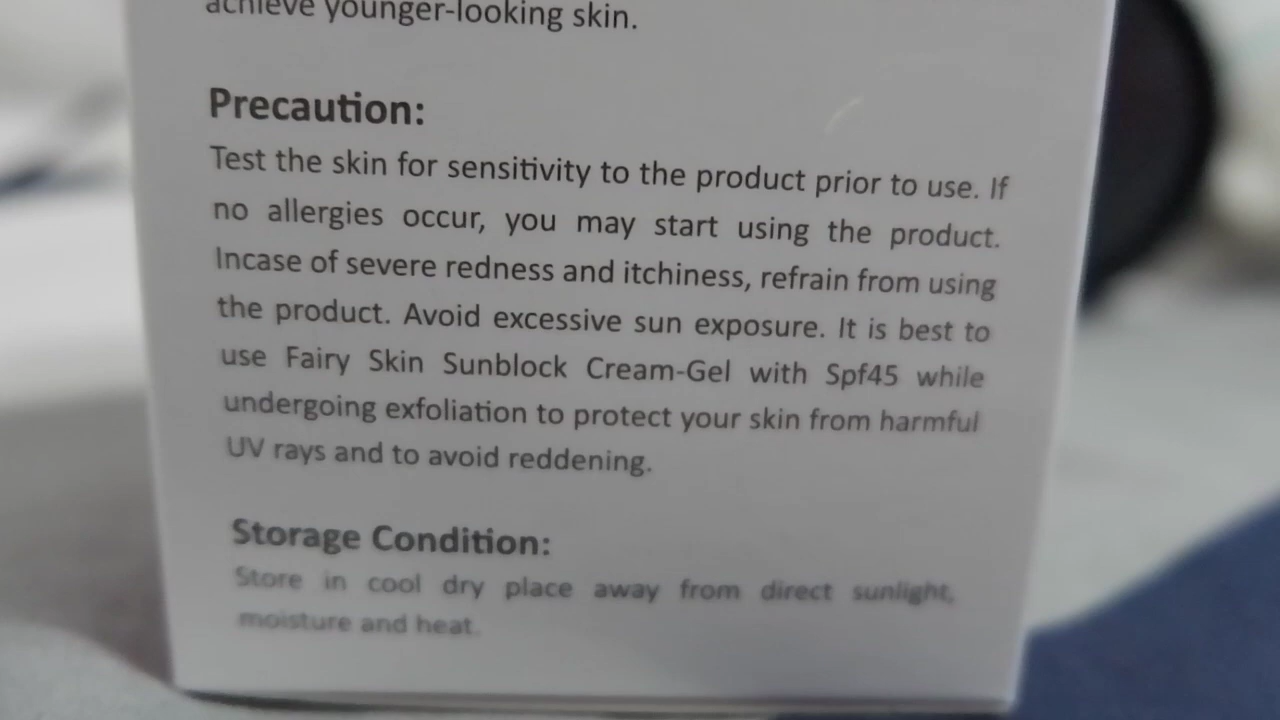 achieve younger-looking skin.
Precaution:
Test the skin for sensitivity to the product prior to use. If
no allergies occur, you may start using the product.
Incase of severe redness and itchiness, refrain from using
the product. Avoid excessive sun exposure. It is best to
use Fairy Skin Sunblock Cream-Gel with Spf45 while
undergoing exfoliation to protect your skin from harmful
UV rays and to avoid reddening.
Storage Condition:
Store in cool dry place away from direct sunlight,
moisture and heat.